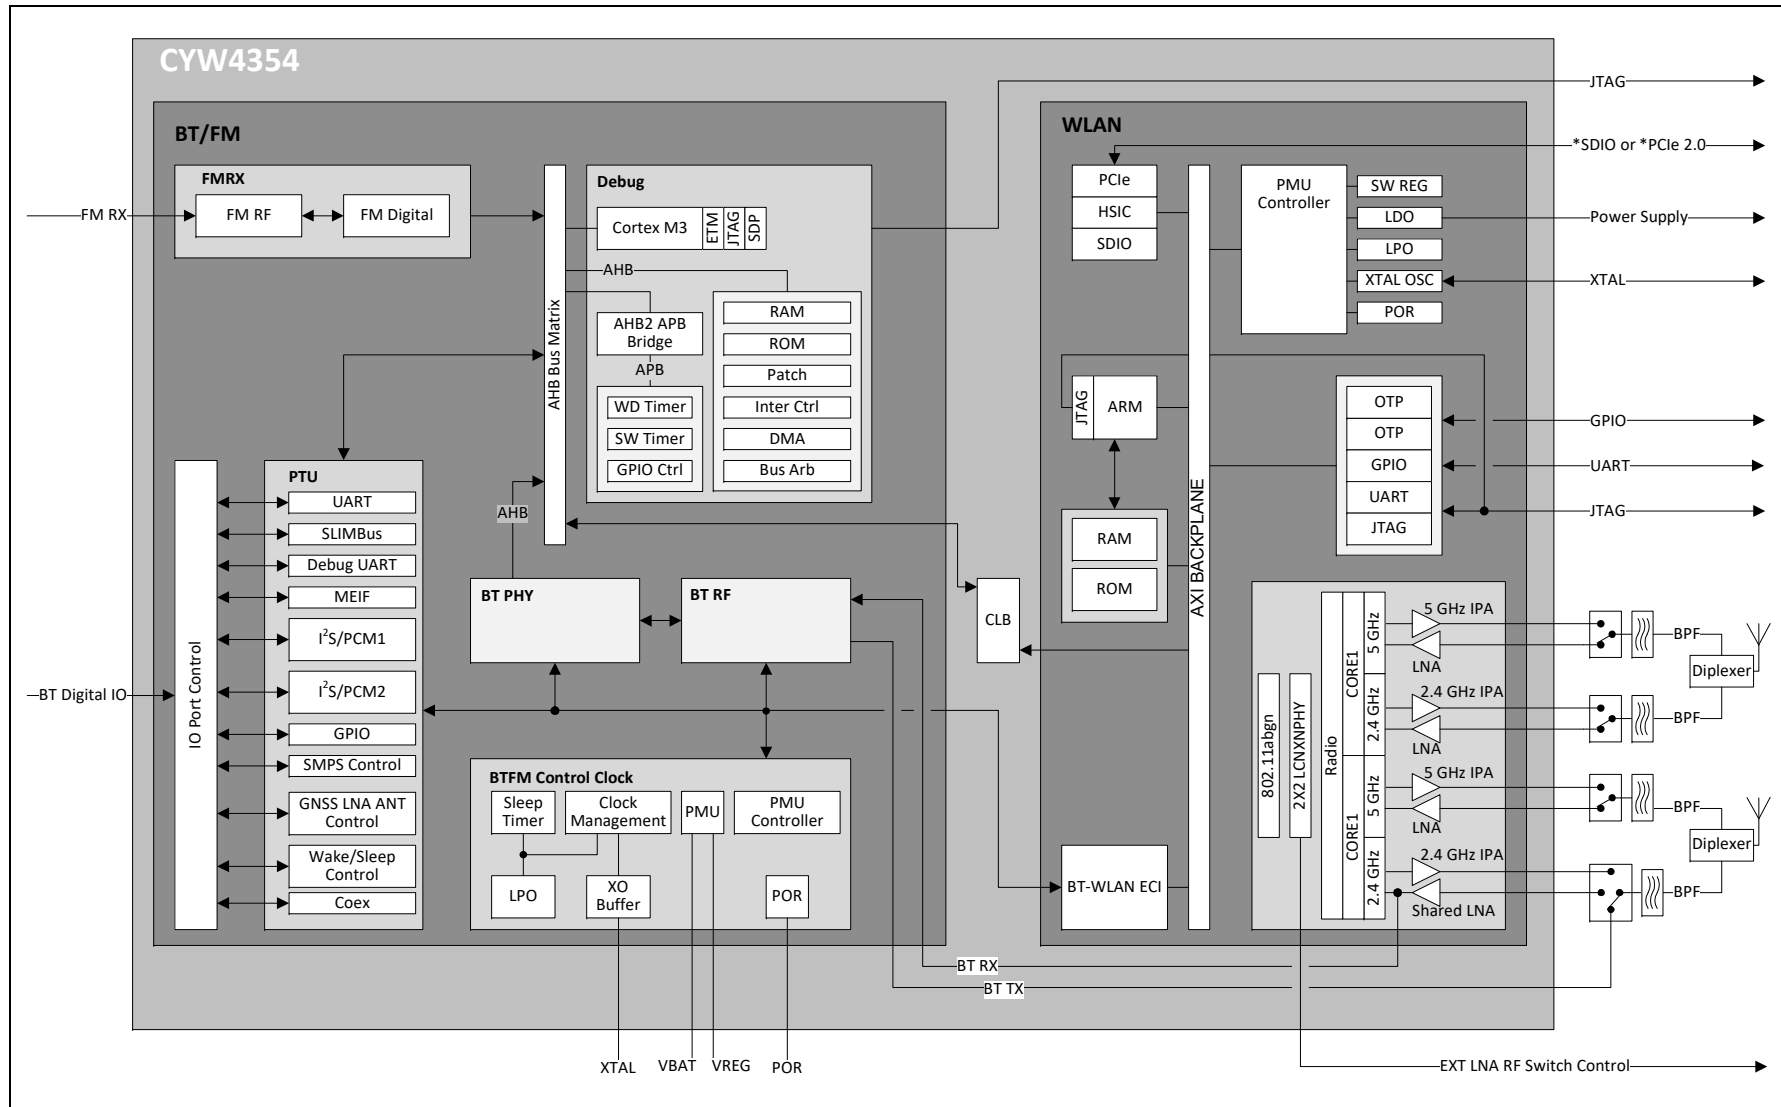 CYW4354
BT/FM
FMRX
FM RX
FM RF
FM Digital
AHB Bus Matrix
Debug
Cortex M3
ETM
JTAG
SDP
AHB
AHB2 APB
Bridge
APB
WD Timer
SW Timer
GPIO Ctrl
RAM
ROM
Patch
Inter Ctrl
DMA
Bus Arb
BT Digital IO
IO Port Control
PTU
UART
SLIMBus
Debug UART
MEIF
I²S/PCM1
I²S/PCM2
GPIO
SMPS Control
GNSS LNA ANT
Control
Wake/Sleep
Control
Coex
AHB
BT PHY
BT RF
BTFM Control Clock
Sleep
Timer
Clock
Management
PMU
PMU
Controller
LPO
XO
Buffer
POR
XTAL
VBAT
VREG
POR
CLB
BT RX
BT TX
WLAN
PCIe
HSIC
SDIO
AXI BACKPLANE
PMU
Controller
SW REG
LDO
LPO
XTAL OSC
POR
JTAG
ARM
RAM
ROM
OTP
OTP
GPIO
UART
JTAG
BT-WLAN ECI
802.11abgn
2X2 LCNXNPHY
Radio
CORE1
CORE1
5 GHz
2.4 GHz
5 GHz
2.4 GHz
5 GHz IPA
LNA
2.4 GHz IPA
LNA
5 GHz IPA
LNA
2.4 GHz IPA
Shared LNA
JTAG
*SDIO or *PCIe 2.0
Power Supply
XTAL
GPIO
UART
JTAG
BPF
Diplexer
BPF
BPF
Diplexer
BPF
EXT LNA RF Switch Control